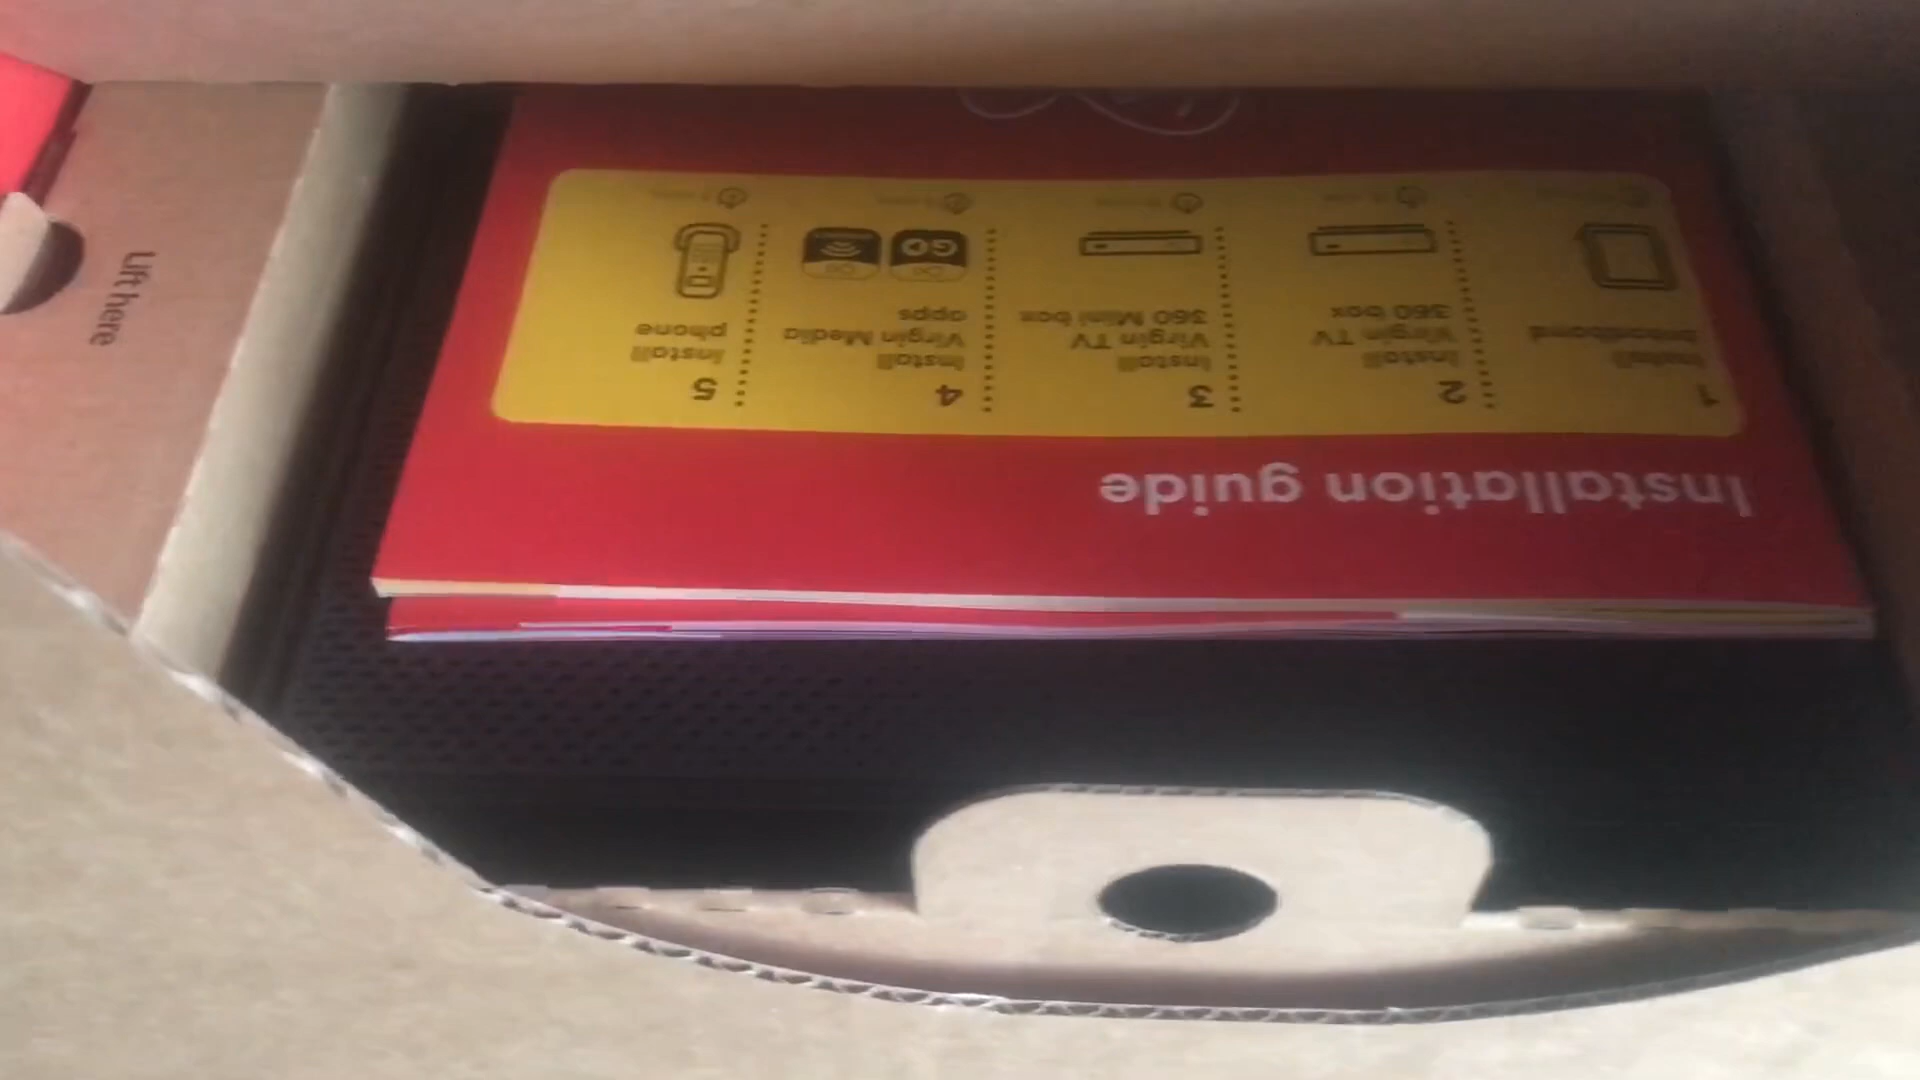 Installation guide
1
Install
broadband
2
Install
Virgin TV
360 box
3
Install
Virgin TV
360 Mini box
4
Install
Virgin Media
apps
5
Install
phone
GO
Lift here